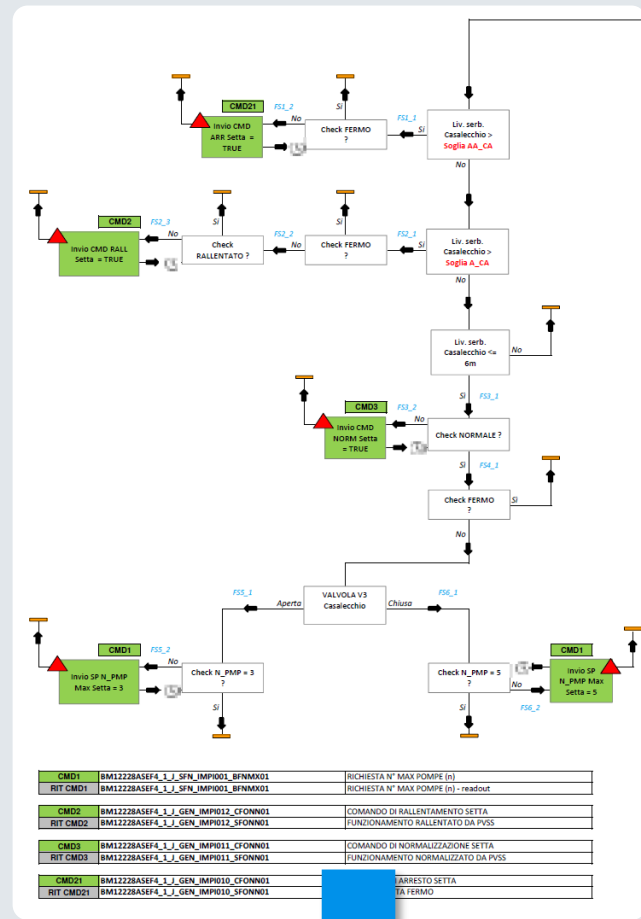 CMD21
FS1_2
No
Invio CMD
ARR Setta =
TRUE
Si
Check FERMO
?
FS1_1
Si
Liv. serb.
Casalecchio >
Soglia AA_CA
No
CMD2
FS2_3
No
Invio CMD RALL
Setta = TRUE
Si
Check
RALLENTATO ?
FS2_2
No
Si
Check FERMO
?
FS2_1
Si
Liv. serb.
Casalecchio >
Soglia A_CA
No
Liv. serb.
Casalecchio <=
6m
No
Si
FS3_1
CMD3
FS3_2
No
Invio CMD
NORM Setta
= TRUE
Check NORMALE ?
Si
FS4_1
Check FERMO
?
Si
No
FS5_1
Aperta
VALVOLA V3
Casalecchio
Chiusa
FS6_1
CMD1
FS5_2
No
Invio SP N_PMP
Max Setta = 3
Check N_PMP = 3
?
Si
Check N_PMP = 5
?
Si
No
FS6_2
CMD1
Invio SP
N_PMP Max
Setta = 5
CMD1 BM12228ASEF4_1_J_SFN_IMPI001_BFNMX01 RICHIESTA N° MAX POMPE (n)
RIT CMD1 BM12228ASEF4_1_J_SFN_IMPI001_BFNMX01 RICHIESTA N° MAX POMPE (n) - readout
CMD2 BM12228ASEF4_1_J_GEN_IMPI012_CFONN01 COMANDO DI RALLENTAMENTO SETTA
RIT CMD2 BM12228ASEF4_1_J_GEN_IMPI012_SFONN01 FUNZIONAMENTO RALLENTATO DA PVSS
CMD3 BM12228ASEF4_1_J_GEN_IMPI011_CFONN01 COMANDO DI NORMALIZZAZIONE SETTA
RIT CMD3 BM12228ASEF4_1_J_GEN_IMPI011_SFONN01 FUNZIONAMENTO NORMALIZZATO DA PVSS
CMD21 BM12228ASEF4_1_J_GEN_IMPI010_CFONN01 ARRESTO SETTA
RIT CMD21 BM12228ASEF4_1_J_GEN_IMPI010_SFONN01 FERMO